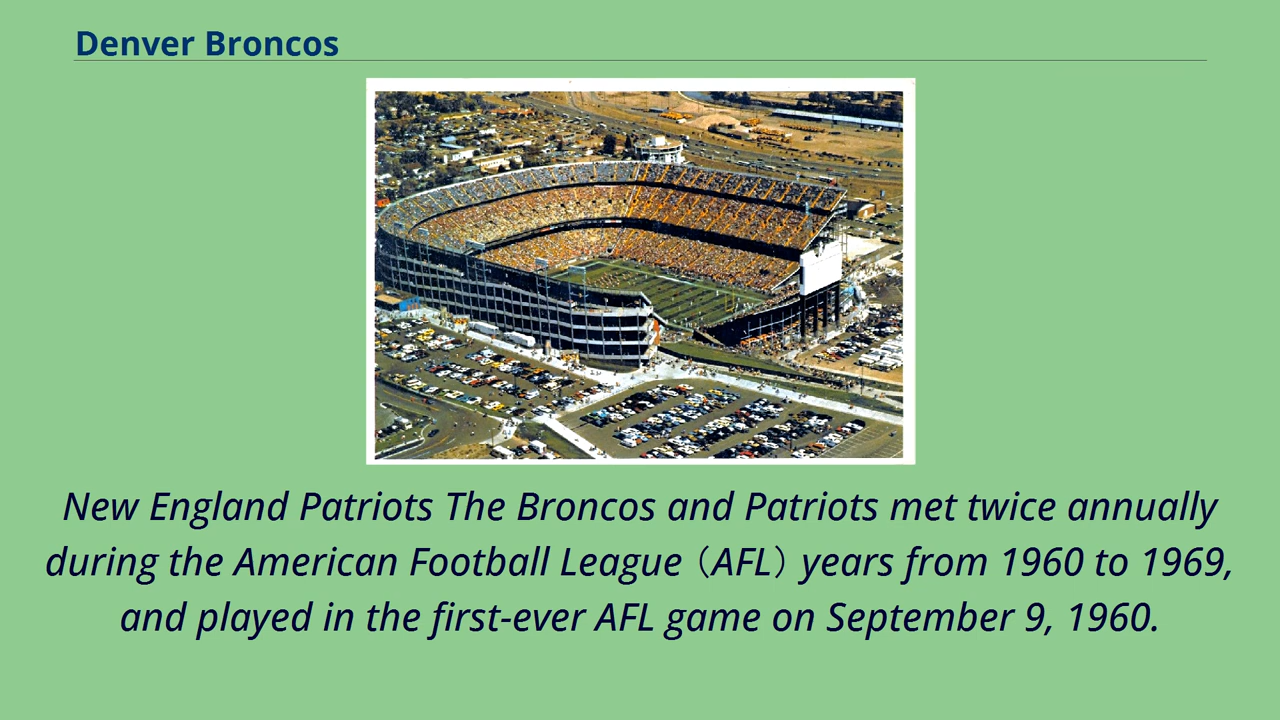 Denver Broncos
New England Patriots The Broncos and Patriots met twice annually
during the American Football League（AFL）years from 1960 to 1969,
and played in the first-ever AFL game on September 9, 1960.